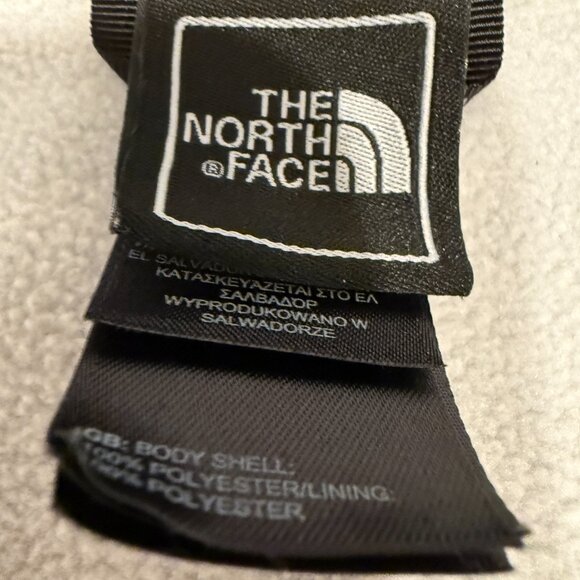 THE
NORTH
®FACE
EL SALVADOR
ΚΑΤΑΣΚΕΥΑΖΕΤΑΙ ΣΤΟ ΕΛ
ΣΑΛΒΑΔΟΡ
WYPRODUKOWANO W
SALWADORZE
GB: BODY SHELL:
100% POLYESTER/LINING:
100% POLYESTER